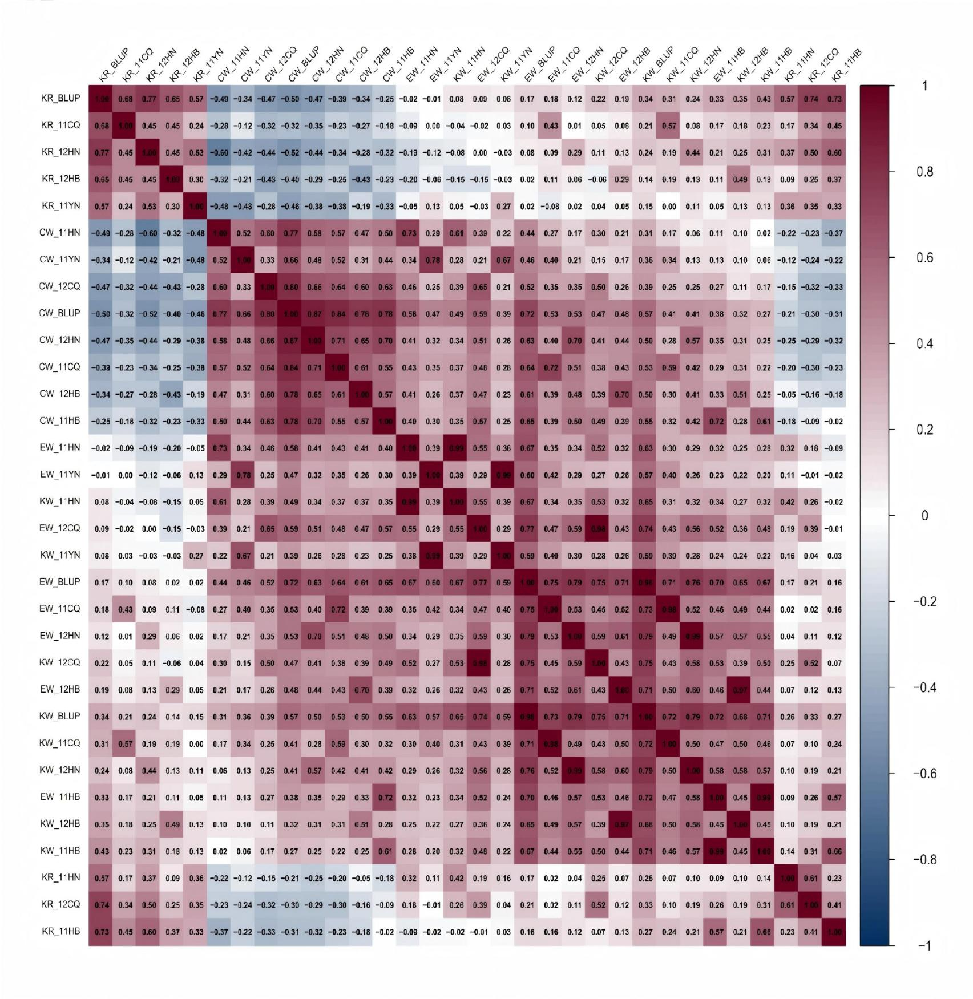 KR_BLUP KR_11CQ KR_12HN KR_12HB KR_11YN CW_11HN CW_11YN CW_12CQ CW_BLUP CW_12HN CW_11CQ CW_12HB CW_11HB EW_11HN EW_11YN KW_11HN EW_12CQ KW_11YN EW_BLUP EW_11CQ EW_12HN KW_12CQ EW_12HB KW_BLUP KW_11CQ KW_12HN EW_11HB KW_12HB KW_11HB KR_11HN KR_12CQ KR_11HB
KR_BLUP 1.00 0.68 0.77 0.65 0.57 −0.49 −0.34 −0.47 −0.50 −0.47 −0.39 −0.34 −0.25 −0.02 −0.01 0.08 0.09 0.08 0.17 0.18 0.12 0.22 0.19 0.34 0.31 0.24 0.33 0.35 0.43 0.57 0.74 0.73
KR_11CQ 0.68 1.00 0.45 0.45 0.24 −0.28 −0.12 −0.32 −0.32 −0.35 −0.23 −0.27 −0.18 −0.09 0.00 −0.04 −0.02 0.03 0.10 0.43 0.01 0.05 0.08 0.21 0.57 0.08 0.17 0.18 0.23 0.17 0.34 0.45
KR_12HN 0.77 0.45 1.00 0.45 0.53 −0.60 −0.42 −0.44 −0.52 −0.44 −0.34 −0.28 −0.32 −0.19 −0.12 −0.08 0.00 −0.03 0.08 0.09 0.29 0.11 0.13 0.24 0.19 0.44 0.21 0.25 0.31 0.37 0.50 0.60
KR_12HB 0.65 0.45 0.45 1.00 0.30 −0.32 −0.21 −0.43 −0.40 −0.29 −0.25 −0.43 −0.23 −0.20 −0.06 −0.15 −0.15 −0.03 0.02 0.11 0.06 −0.06 0.29 0.14 0.19 0.13 0.11 0.49 0.18 0.09 0.25 0.37
KR_11YN 0.57 0.24 0.53 0.30 1.00 −0.48 −0.48 −0.28 −0.46 −0.38 −0.38 −0.19 −0.33 −0.05 0.13 0.05 −0.03 0.27 0.02 −0.08 0.02 0.04 0.05 0.15 0.00 0.11 0.05 0.13 0.13 0.36 0.35 0.33
CW_11HN −0.49 −0.28 −0.60 −0.32 −0.48 1.00 0.52 0.60 0.77 0.58 0.57 0.47 0.50 0.73 0.29 0.61 0.39 0.22 0.44 0.27 0.17 0.30 0.21 0.31 0.17 0.06 0.11 0.10 0.02 −0.22 −0.23 −0.37
CW_11YN −0.34 −0.12 −0.42 −0.21 −0.48 0.52 1.00 0.33 0.66 0.48 0.52 0.31 0.44 0.34 0.78 0.28 0.21 0.67 0.46 0.40 0.21 0.15 0.17 0.36 0.34 0.13 0.13 0.10 0.06 −0.12 −0.24 −0.22
CW_12CQ −0.47 −0.32 −0.44 −0.43 −0.28 0.60 0.33 1.00 0.80 0.66 0.64 0.60 0.63 0.46 0.25 0.39 0.65 0.21 0.52 0.35 0.35 0.50 0.26 0.39 0.25 0.25 0.27 0.11 0.17 −0.15 −0.32 −0.33
CW_BLUP −0.50 −0.32 −0.52 −0.40 −0.46 0.77 0.66 0.80 1.00 0.87 0.84 0.78 0.78 0.58 0.47 0.49 0.59 0.39 0.72 0.53 0.53 0.47 0.48 0.57 0.41 0.41 0.38 0.32 0.27 −0.21 −0.30 −0.31
CW_12HN −0.47 −0.35 −0.44 −0.29 −0.38 0.58 0.48 0.66 0.87 1.00 0.71 0.65 0.70 0.41 0.32 0.34 0.51 0.26 0.63 0.40 0.70 0.41 0.44 0.50 0.28 0.57 0.35 0.31 0.25 −0.25 −0.29 −0.32
CW_11CQ −0.39 −0.23 −0.34 −0.25 −0.38 0.57 0.52 0.64 0.84 0.71 1.00 0.61 0.55 0.43 0.35 0.37 0.48 0.28 0.64 0.72 0.51 0.38 0.43 0.53 0.59 0.42 0.29 0.31 0.22 −0.20 −0.30 −0.23
CW 12HB −0.34 −0.27 −0.28 −0.43 −0.19 0.47 0.31 0.60 0.78 0.65 0.61 1.00 0.57 0.41 0.26 0.37 0.47 0.23 0.61 0.39 0.48 0.39 0.70 0.50 0.30 0.41 0.33 0.51 0.25 −0.05 −0.16 −0.18
CW_11HB −0.25 −0.18 −0.32 −0.23 −0.33 0.50 0.44 0.63 0.78 0.70 0.55 0.57 1.00 0.40 0.30 0.35 0.57 0.25 0.65 0.39 0.50 0.49 0.39 0.55 0.32 0.42 0.72 0.28 0.61 −0.18 −0.09 −0.02
EW_11HN −0.02 −0.09 −0.19 −0.20 −0.05 0.73 0.34 0.46 0.58 0.41 0.43 0.41 0.40 1.00 0.39 0.99 0.55 0.38 0.67 0.35 0.34 0.52 0.32 0.63 0.30 0.29 0.32 0.25 0.28 0.32 0.18 −0.09
EW_11YN −0.01 0.00 −0.12 −0.06 0.13 0.29 0.78 0.25 0.47 0.32 0.35 0.26 0.30 0.39 1.00 0.39 0.29 0.99 0.60 0.42 0.29 0.27 0.26 0.57 0.40 0.26 0.23 0.22 0.20 0.11 −0.01 −0.02
KW_11HN 0.08 −0.04 −0.08 −0.15 0.05 0.61 0.28 0.39 0.49 0.34 0.37 0.37 0.35 0.99 0.39 1.00 0.55 0.39 0.67 0.34 0.35 0.53 0.32 0.65 0.31 0.32 0.34 0.27 0.32 0.42 0.26 −0.02
EW_12CQ 0.09 −0.02 0.00 −0.15 −0.03 0.39 0.21 0.65 0.59 0.51 0.48 0.47 0.57 0.55 0.29 0.55 1.00 0.29 0.77 0.47 0.59 0.98 0.43 0.74 0.43 0.56 0.52 0.36 0.48 0.19 0.39 −0.01
KW_11YN 0.08 0.03 −0.03 −0.03 0.27 0.22 0.67 0.21 0.39 0.26 0.28 0.23 0.25 0.38 0.99 0.39 0.29 1.00 0.59 0.40 0.30 0.28 0.26 0.59 0.39 0.28 0.24 0.24 0.22 0.16 0.04 0.03
EW_BLUP 0.17 0.10 0.08 0.02 0.02 0.44 0.46 0.52 0.72 0.63 0.64 0.61 0.65 0.67 0.60 0.67 0.77 0.59 1.00 0.75 0.79 0.75 0.71 0.98 0.71 0.76 0.70 0.65 0.67 0.17 0.21 0.16
EW_11CQ 0.18 0.43 0.09 0.11 −0.08 0.27 0.40 0.35 0.53 0.40 0.72 0.39 0.39 0.35 0.42 0.34 0.47 0.40 0.75 1.00 0.53 0.45 0.52 0.73 0.98 0.52 0.46 0.49 0.44 0.02 0.02 0.16
EW_12HN 0.12 0.01 0.29 0.06 0.02 0.17 0.21 0.35 0.53 0.70 0.51 0.48 0.50 0.34 0.29 0.35 0.59 0.30 0.79 0.53 1.00 0.59 0.61 0.79 0.49 0.99 0.57 0.57 0.55 0.04 0.11 0.12
KW 12CQ 0.22 0.05 0.11 −0.06 0.04 0.30 0.15 0.50 0.47 0.41 0.38 0.39 0.49 0.52 0.27 0.53 0.98 0.28 0.75 0.45 0.59 1.00 0.43 0.75 0.43 0.58 0.53 0.39 0.50 0.25 0.52 0.07
EW_12HB 0.19 0.08 0.13 0.29 0.05 0.21 0.17 0.26 0.48 0.44 0.43 0.70 0.39 0.32 0.26 0.32 0.43 0.26 0.71 0.52 0.61 0.43 1.00 0.71 0.50 0.60 0.46 0.97 0.44 0.07 0.12 0.13
KW_BLUP 0.34 0.21 0.24 0.14 0.15 0.31 0.36 0.39 0.57 0.50 0.53 0.50 0.55 0.63 0.57 0.65 0.74 0.59 0.98 0.73 0.79 0.75 0.71 1.00 0.72 0.79 0.72 0.68 0.71 0.26 0.33 0.27
KW_11CQ 0.31 0.57 0.19 0.19 0.00 0.17 0.34 0.25 0.41 0.28 0.59 0.30 0.32 0.30 0.40 0.31 0.43 0.39 0.71 0.98 0.49 0.43 0.50 0.72 1.00 0.50 0.47 0.50 0.46 0.07 0.10 0.24
KW_12HN 0.24 0.08 0.44 0.13 0.11 0.06 0.13 0.25 0.41 0.57 0.42 0.41 0.42 0.29 0.26 0.32 0.56 0.28 0.76 0.52 0.99 0.58 0.60 0.79 0.50 1.00 0.58 0.58 0.57 0.10 0.19 0.21
EW 11HB 0.33 0.17 0.21 0.11 0.05 0.11 0.13 0.27 0.38 0.35 0.29 0.33 0.72 0.32 0.23 0.34 0.52 0.24 0.70 0.46 0.57 0.53 0.46 0.72 0.47 0.58 1.00 0.45 0.99 0.09 0.26 0.57
KW_12HB 0.35 0.18 0.25 0.49 0.13 0.10 0.10 0.11 0.32 0.31 0.31 0.51 0.28 0.25 0.22 0.27 0.36 0.24 0.65 0.49 0.57 0.39 0.97 0.68 0.50 0.58 0.45 1.00 0.45 0.10 0.19 0.21
KW_11HB 0.43 0.23 0.31 0.18 0.13 0.02 0.06 0.17 0.27 0.25 0.22 0.25 0.61 0.28 0.20 0.32 0.48 0.22 0.67 0.44 0.55 0.50 0.44 0.71 0.46 0.57 0.99 0.45 1.00 0.14 0.31 0.66
KR_11HN 0.57 0.17 0.37 0.09 0.36 −0.22 −0.12 −0.15 −0.21 −0.25 −0.20 −0.05 −0.18 0.32 0.11 0.42 0.19 0.16 0.17 0.02 0.04 0.25 0.07 0.26 0.07 0.10 0.09 0.10 0.14 1.00 0.61 0.23
KR_12CQ 0.74 0.34 0.50 0.25 0.35 −0.23 −0.24 −0.32 −0.30 −0.29 −0.30 −0.16 −0.09 0.18 −0.01 0.26 0.39 0.04 0.21 0.02 0.11 0.52 0.12 0.33 0.10 0.19 0.26 0.19 0.31 0.61 1.00 0.41
KR_11HB 0.73 0.45 0.60 0.37 0.33 −0.37 −0.22 −0.33 −0.31 −0.32 −0.23 −0.18 −0.02 −0.09 −0.02 −0.02 −0.01 0.03 0.16 0.16 0.12 0.07 0.13 0.27 0.24 0.21 0.57 0.21 0.66 0.23 0.41 1.00
1
0.8
0.6
0.4
0.2
0
−0.2
−0.4
−0.6
−0.8
−1